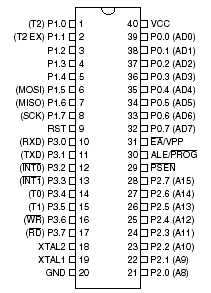 (T2) P1.0 1 40 VCC
(T2 EX) P1.1 2 39 P0.0 (AD0)
P1.2 3 38 P0.1 (AD1)
P1.3 4 37 P0.2 (AD2)
P1.4 5 36 P0.3 (AD3)
(MOSI) P1.5 6 35 P0.4 (AD4)
(MISO) P1.6 7 34 P0.5 (AD5)
(SCK) P1.7 8 33 P0.6 (AD6)
RST 9 32 P0.7 (AD7)
(RXD) P3.0 10 31 E̅A̅/VPP
(TXD) P3.1 11 30 ALE/P̅R̅O̅G̅
(I̅N̅T̅0̅) P3.2 12 29 P̅S̅E̅N̅
(I̅N̅T̅1̅) P3.3 13 28 P2.7 (A15)
(T0) P3.4 14 27 P2.6 (A14)
(T1) P3.5 15 26 P2.5 (A13)
(W̅R̅) P3.6 16 25 P2.4 (A12)
(R̅D̅) P3.7 17 24 P2.3 (A11)
XTAL2 18 23 P2.2 (A10)
XTAL1 19 22 P2.1 (A9)
GND 20 21 P2.0 (A8)